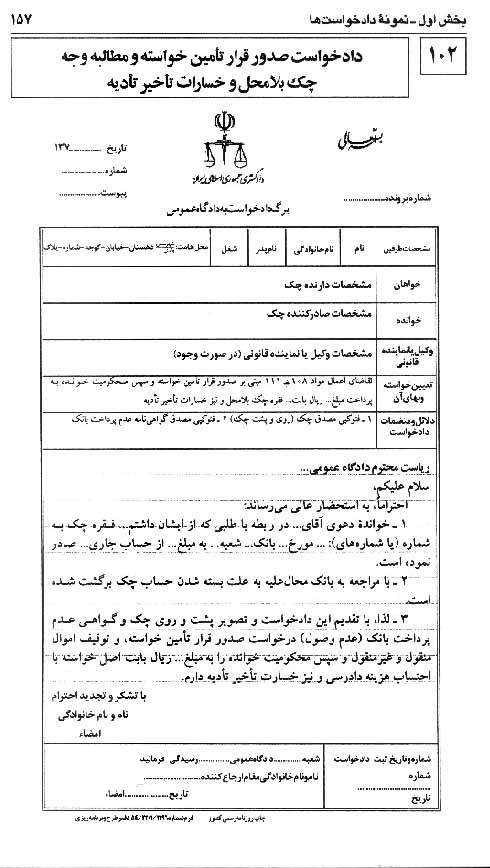 بخش اول ـ نمونهٔ دادخواست‌ها ۱۵۷
۱۰۲
دادخواست صدور قرار تأمین خواسته و مطالبه وجه
چک بلامحل و خسارات تأخیر تأدیه
بسمه تعالی
تاریخ ............ ۱۳۷
شماره ....................
پیوست ...................
دادگستری جمهوری اسلامی ایران
شماره پرونده ......................
برگ دادخواست به دادگاه عمومی
مشخصات طرفین نام نام خانوادگی نام پدر شغل محل اقامت: دهستان-خیابان-کوچه-شماره-پلاک
خواهان مشخصات دارنده چک
خوانده مشخصات صادرکننده چک
وکیل یا نماینده قانونی مشخصات وکیل یا نماینده قانونی (در صورت وجود)
تعیین خواسته و بهای آن تقاضای اعمال مواد ۱۰۸ و ۱۱۱ مبنی بر صدور قرار تأمین خواسته و سپس محکومیت خوانده به
پرداخت مبلغ... ریال بابت... فقره چک بلامحل و نیز خسارات تأخیر تأدیه
دلائل و منضمات دادخواست ۱ ـ فتوکپی مصدق چک (روی و پشت چک) ۲ ـ فتوکپی مصدق گواهی‌نامه عدم پرداخت بانک
ریاست محترم دادگاه عمومی...
سلام علیکم،
احتراماً، به استحضار عالی می‌رساند:
۱ ـ خواندهٔ دعوی آقای... در ربطه با طلبی که از ایشان داشتم... فقره چک به
شماره (یا شماره‌های): ... مورخ... بانک... شعبه... به مبلغ... از حساب جاری... صادر
نموده، است.
۲ ـ با مراجعه به بانک محال‌علیه به علت بسته شدن حساب چک برگشت شده
است.
۳ ـ لذا، با تقدیم این دادخواست و تصویر پشت و روی چک و گواهی عدم
پرداخت بانک (عدم وصول) درخواست صدور قرار تأمین خواسته، و توقیف اموال
منقول و غیرمنقول و سپس محکومیت خوانده را به مبلغ... ریال بابت اصل خواسته با
احتساب هزینه دادرسی و نیز خسارت تأخیر تأدیه دارم.
با تشکر و تجدید احترام
نام و نام خانوادگی
امضاء
شماره و تاریخ ثبت دادخواست
شماره
......................
تاریخ
شعبه ............ دادگاه عمومی ............ رسیدگی فرمائید
نام و نام خانوادگی مقام ارجاع کننده ......................
تاریخ .................... امضاء
چاپ روزنامه رسمی کشور